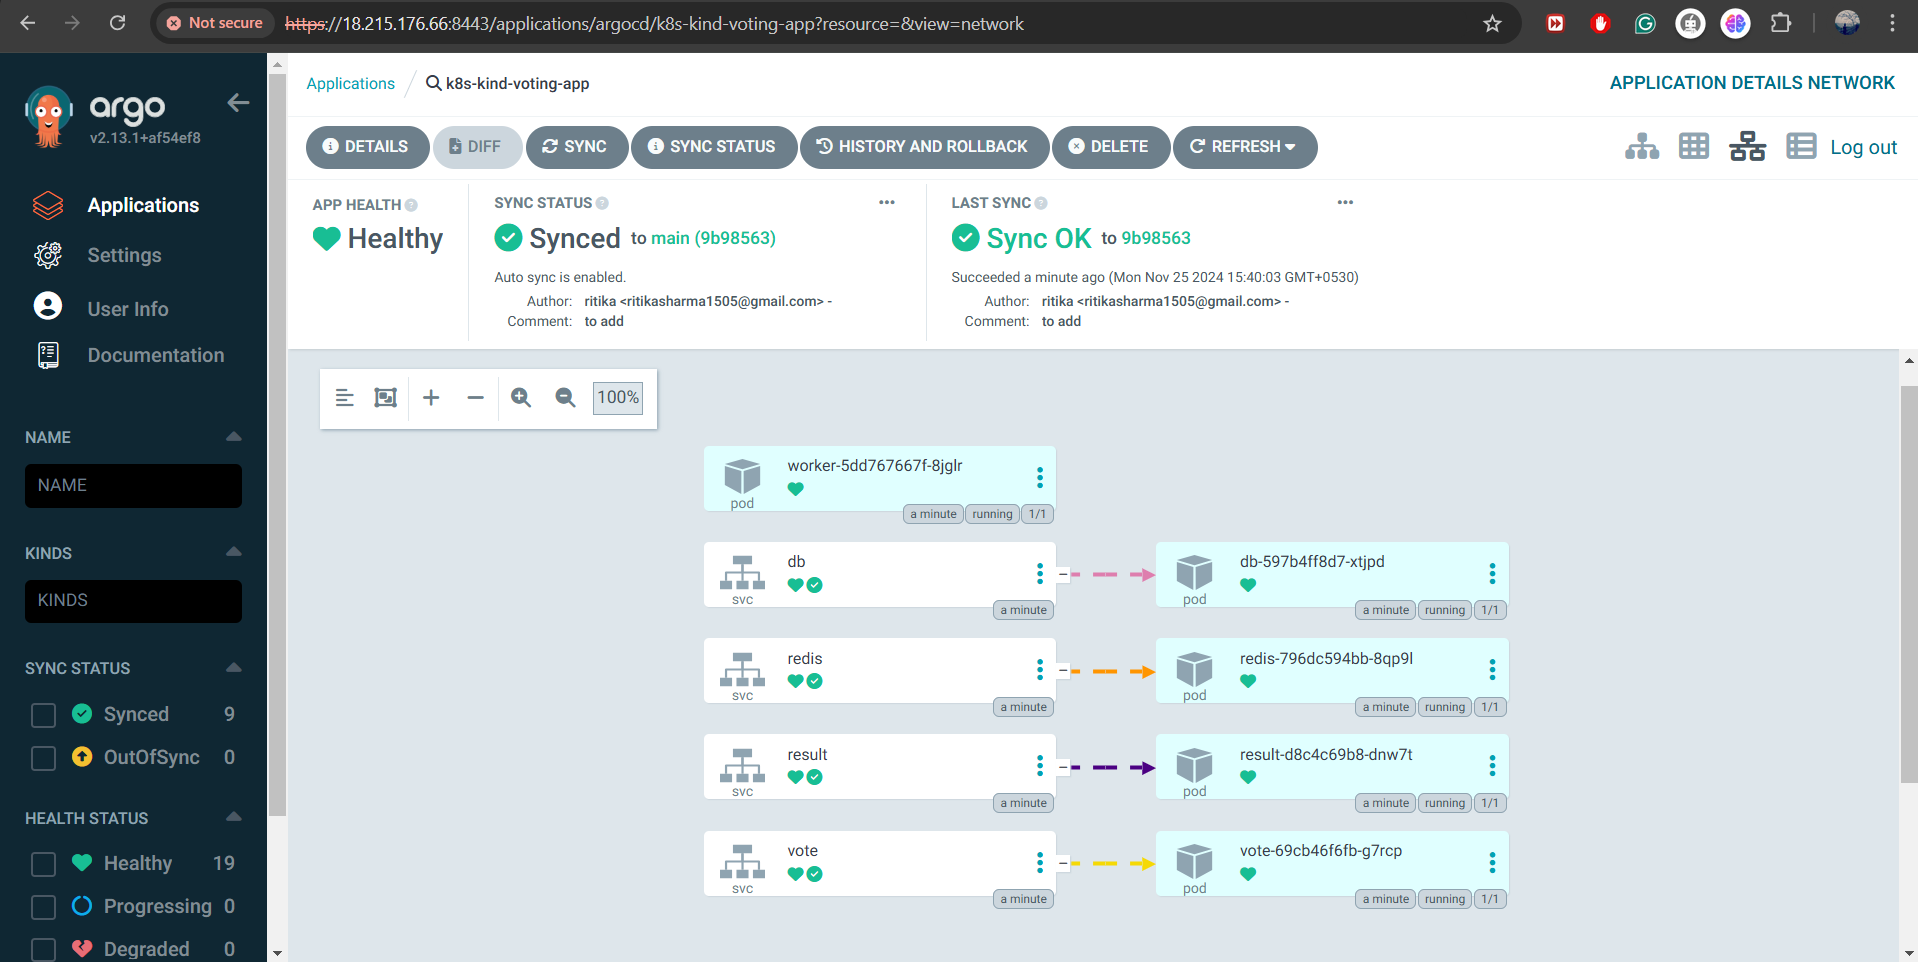 Not secure
https://18.215.176.66:8443/applications/argocd/k8s-kind-voting-app?resource=&view=network
argo
v2.13.1+af54ef8
Applications
Settings
User Info
Documentation
NAME
NAME
KINDS
KINDS
SYNC STATUS
Synced 9
OutOfSync 0
HEALTH STATUS
Healthy 19
Progressing 0
Degraded 0
Applications / k8s-kind-voting-app
APPLICATION DETAILS NETWORK
DETAILS DIFF SYNC SYNC STATUS HISTORY AND ROLLBACK DELETE REFRESH
Log out
APP HEALTH
Healthy
SYNC STATUS
Synced to main (9b98563)
Auto sync is enabled.
Author: ritika <ritikasharma1505@gmail.com> -
Comment: to add
LAST SYNC
Sync OK to 9b98563
Succeeded a minute ago (Mon Nov 25 2024 15:40:03 GMT+0530)
Author: ritika <ritikasharma1505@gmail.com> -
Comment: to add
100%
worker-5dd767667f-8jglr
pod
a minute running 1/1
db
svc
a minute
db-597b4ff8d7-xtjpd
pod
a minute running 1/1
redis
svc
a minute
redis-796dc594bb-8qp9l
pod
a minute running 1/1
result
svc
a minute
result-d8c4c69b8-dnw7t
pod
a minute running 1/1
vote
svc
a minute
vote-69cb46f6fb-g7rcp
pod
a minute running 1/1